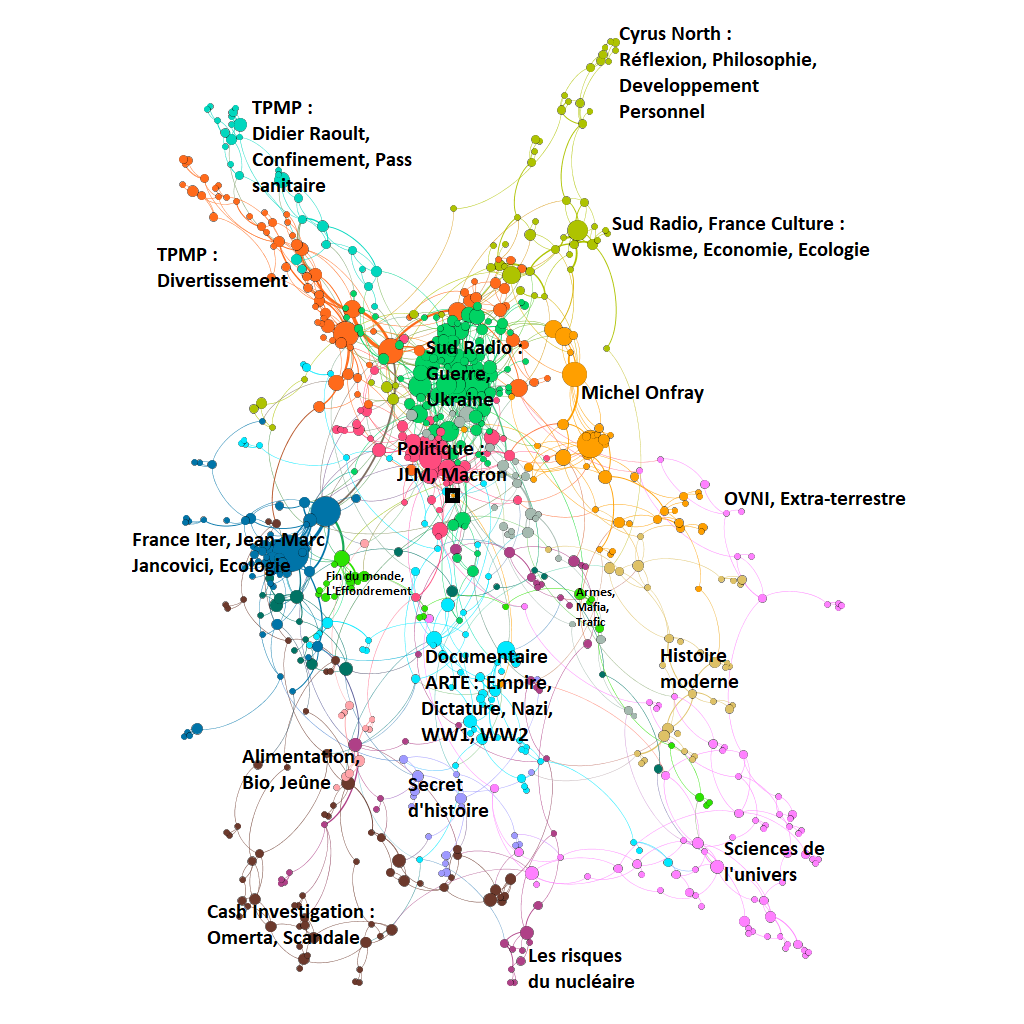 Cyrus North :
Réflexion, Philosophie,
Developpement
Personnel
TPMP :
Didier Raoult,
Confinement, Pass
sanitaire
Sud Radio, France Culture :
Wokisme, Economie, Ecologie
TPMP :
Divertissement
Sud Radio :
Guerre,
Ukraine
Michel Onfray
Politique :
JLM, Macron
OVNI, Extra-terrestre
France Iter, Jean-Marc
Jancovici, Ecologie
Fin du monde,
L'Effondrement
Armes,
Mafia,
Trafic
Documentaire
ARTE : Empire,
Dictature, Nazi,
WW1, WW2
Histoire
moderne
Alimentation,
Bio, Jeûne
Secret
d'histoire
Sciences de
l'univers
Cash Investigation :
Omerta, Scandale
Les risques
du nucléaire